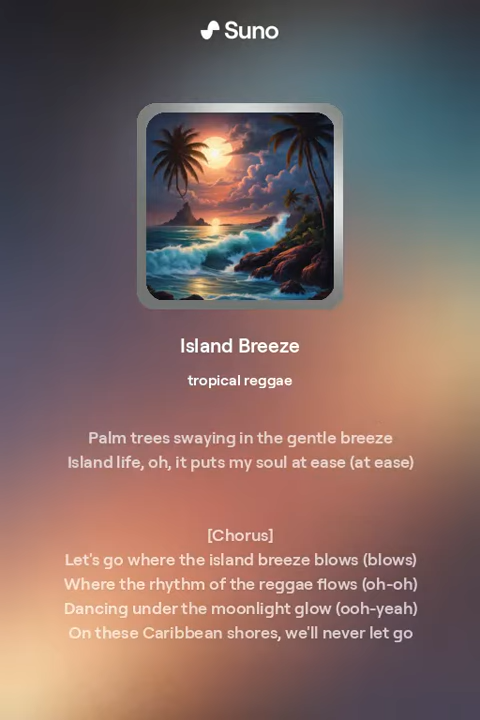 Suno
Island Breeze
tropical reggae
Palm trees swaying in the gentle breeze
Island life, oh, it puts my soul at ease (at ease)
[Chorus]
Let's go where the island breeze blows (blows)
Where the rhythm of the reggae flows (oh-oh)
Dancing under the moonlight glow (ooh-yeah)
On these Caribbean shores, we'll never let go